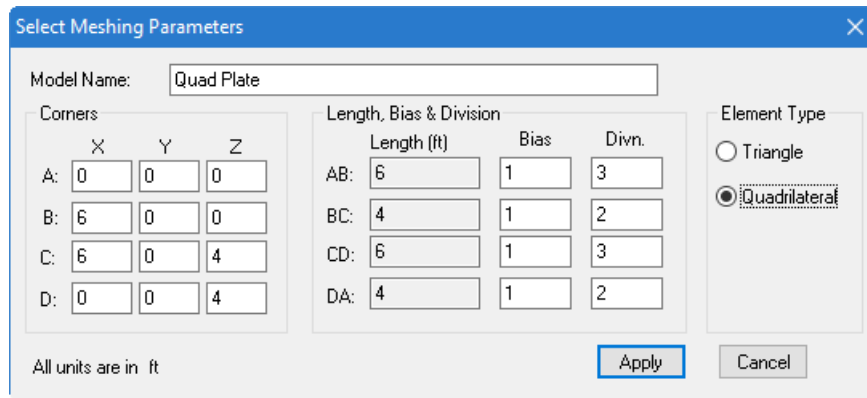 Select Meshing Parameters
Model Name: Quad Plate
Corners
X Y Z
A: 0 0 0
B: 6 0 0
C: 6 0 4
D: 0 0 4
Length, Bias & Division
Length (ft) Bias Divn.
AB: 6 1 3
BC: 4 1 2
CD: 6 1 3
DA: 4 1 2
Element Type
Triangle
Quadrilateral
All units are in ft
Apply Cancel